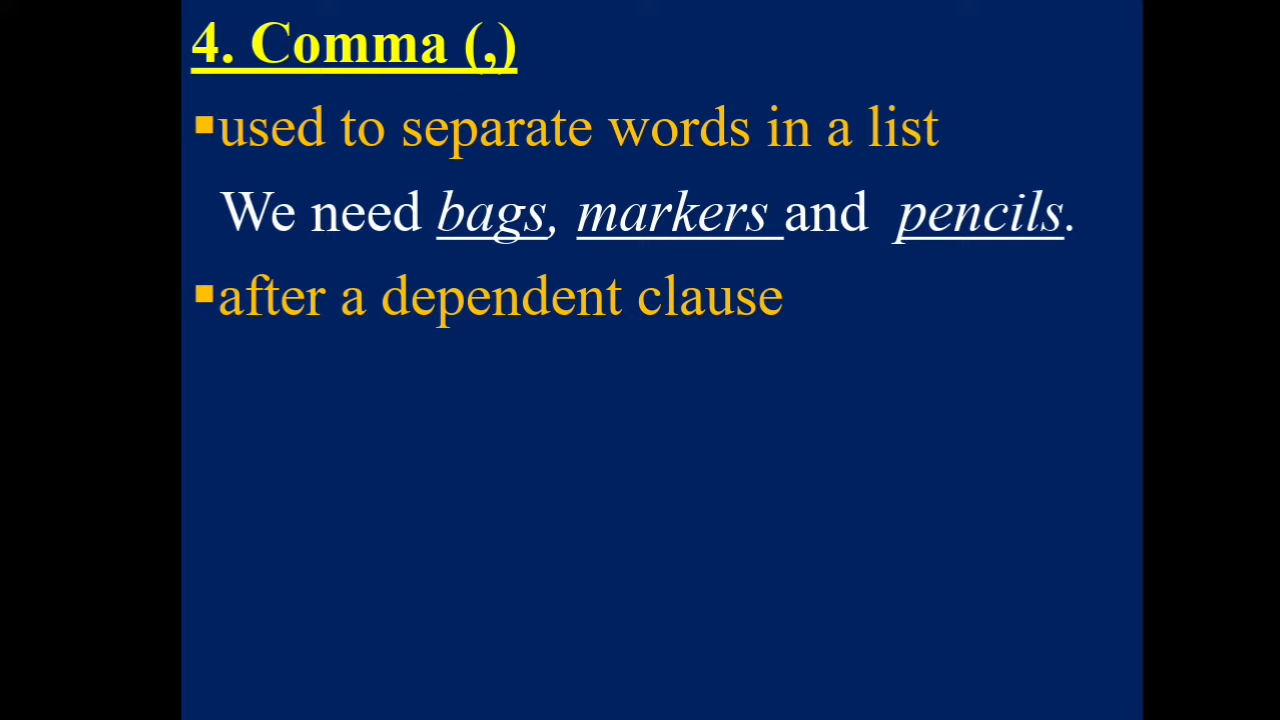 4. Comma (,)
▪used to separate words in a list
We need bags, markers and pencils.
▪after a dependent clause